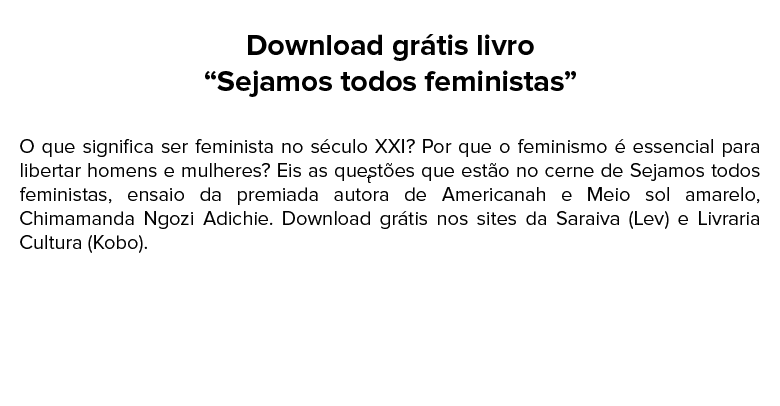 Download grátis livro
“Sejamos todos feministas”
O que significa ser feminista no século XXI? Por que o feminismo é essencial para
libertar homens e mulheres? Eis as questões que estão no cerne de Sejamos todos
feministas, ensaio da premiada autora de Americanah e Meio sol amarelo,
Chimamanda Ngozi Adichie. Download grátis nos sites da Saraiva (Lev) e Livraria
Cultura (Kobo).